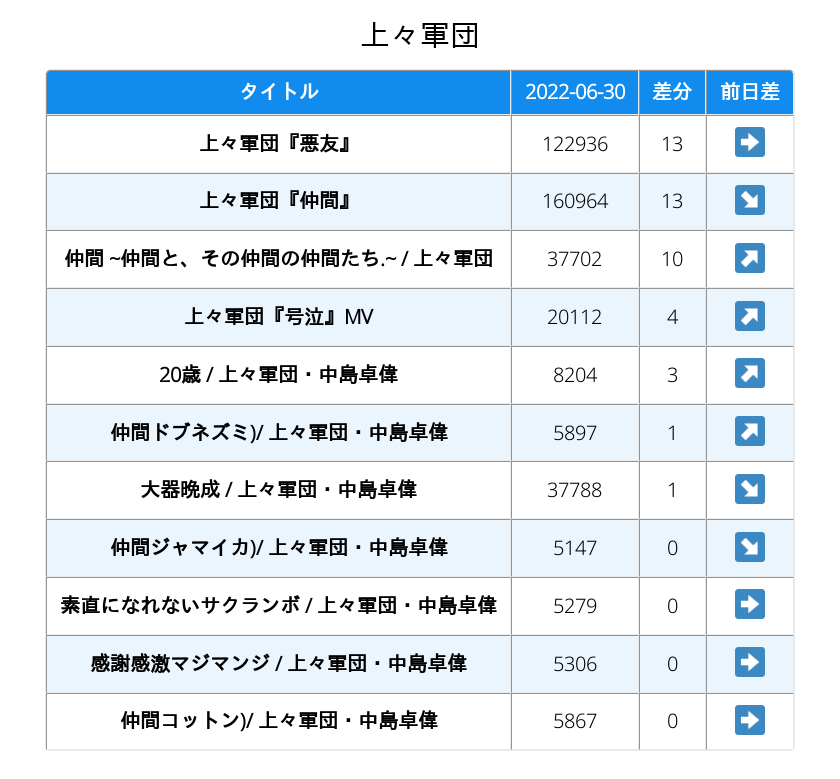 上々軍団
タイトル 2022-06-30 差分 前日差
上々軍団『悪友』 122936 13 ➡
上々軍団『仲間』 160964 13 ↘
仲間 ~仲間と、その仲間の仲間たち.~ / 上々軍団 37702 10 ↗
上々軍団『号泣』MV 20112 4 ↗
20歳 / 上々軍団・中島卓偉 8204 3 ↗
仲間ドブネズミ)/ 上々軍団・中島卓偉 5897 1 ↗
大器晩成 / 上々軍団・中島卓偉 37788 1 ↘
仲間ジャマイカ)/ 上々軍団・中島卓偉 5147 0 ↘
素直になれないサクランボ / 上々軍団・中島卓偉 5279 0 ➡
感謝感激マジマンジ / 上々軍団・中島卓偉 5306 0 ➡
仲間コットン)/ 上々軍団・中島卓偉 5867 0 ➡